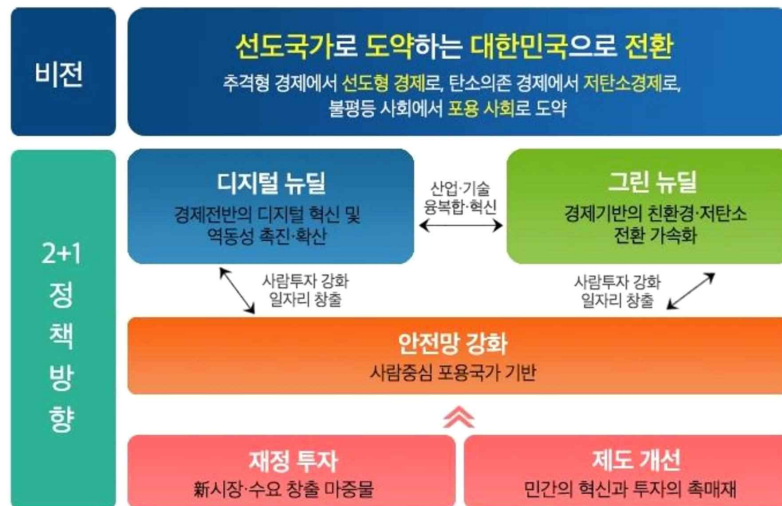 비전
선도국가로 도약하는 대한민국으로 전환
추격형 경제에서 선도형 경제로, 탄소의존 경제에서 저탄소경제로,
불평등 사회에서 포용 사회로 도약
2+1
정
책
방
향
디지털 뉴딜
경제전반의 디지털 혁신 및
역동성 촉진·확산
산업·기술
융복합·혁신
그린 뉴딜
경제기반의 친환경·저탄소
전환 가속화
사람투자 강화
일자리 창출
사람투자 강화
일자리 창출
안전망 강화
사람중심 포용국가 기반
재정 투자
新시장·수요 창출 마중물
제도 개선
민간의 혁신과 투자의 촉매재